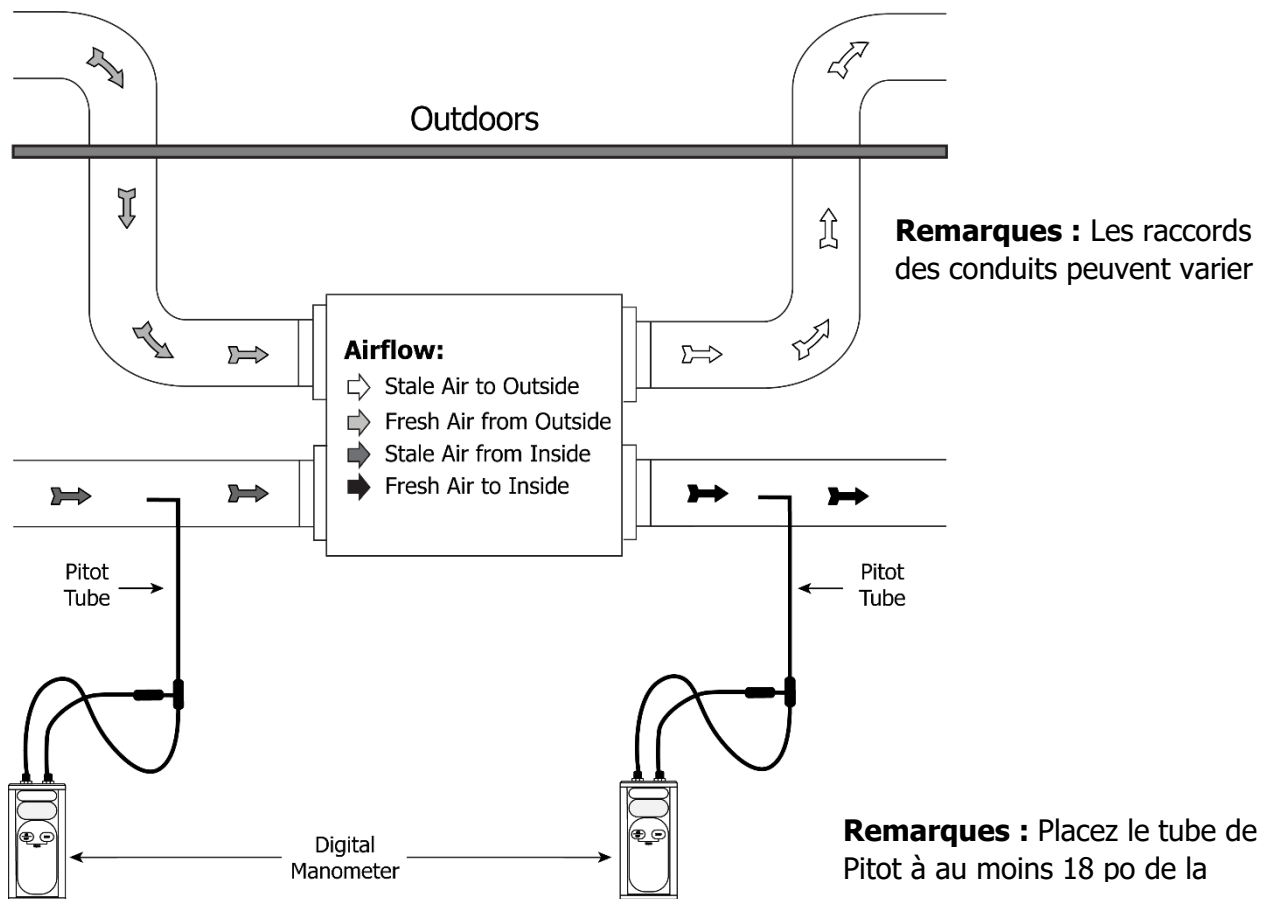 Outdoors
Remarques : Les raccords
des conduits peuvent varier
Airflow:
Stale Air to Outside
Fresh Air from Outside
Stale Air from Inside
Fresh Air to Inside
Pitot
Tube
Pitot
Tube
Digital
Manometer
Remarques : Placez le tube de
Pitot à au moins 18 po de la